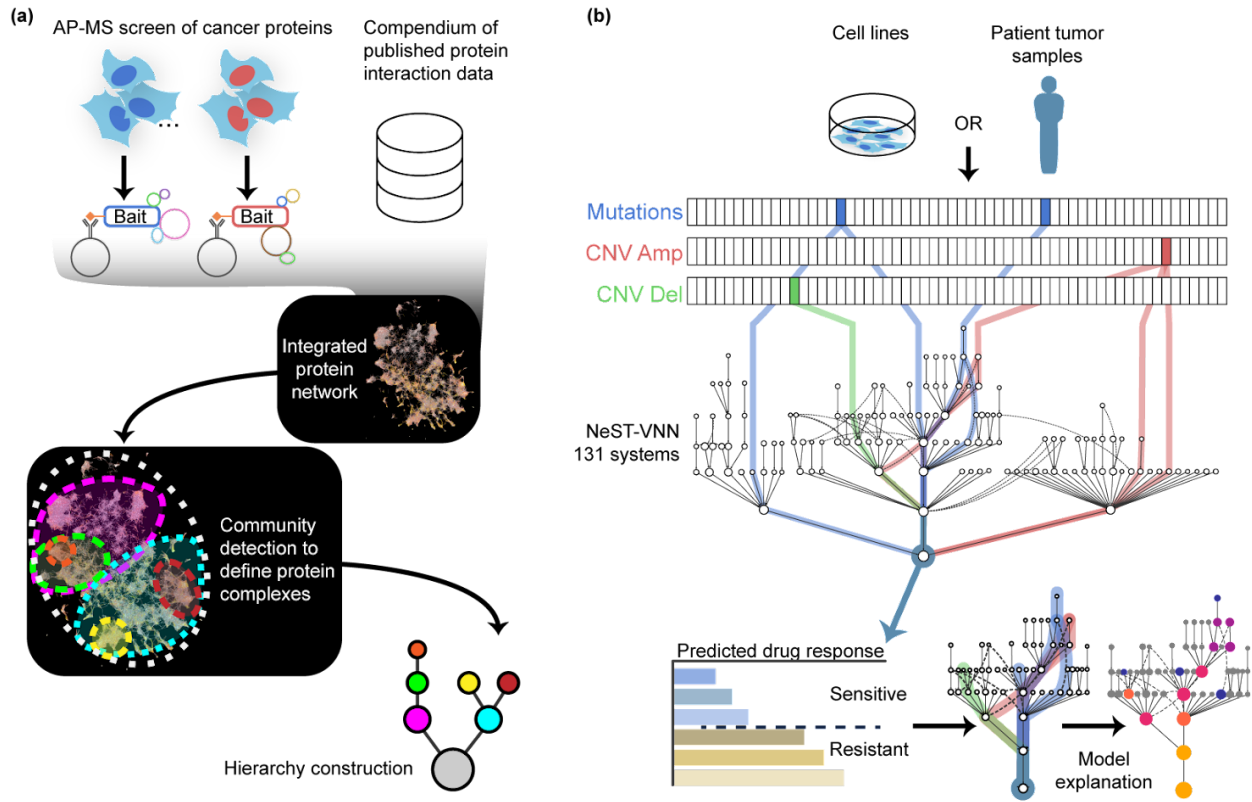 (a)
AP-MS screen of cancer proteins
Compendium of
published protein
interaction data
...
Bait
Bait
Integrated
protein
network
Community
detection to
define protein
complexes
Hierarchy construction
(b)
Cell lines
Patient tumor
samples
OR
Mutations
CNV Amp
CNV Del
NeST-VNN
131 systems
Predicted drug response
Sensitive
Resistant
Model
explanation